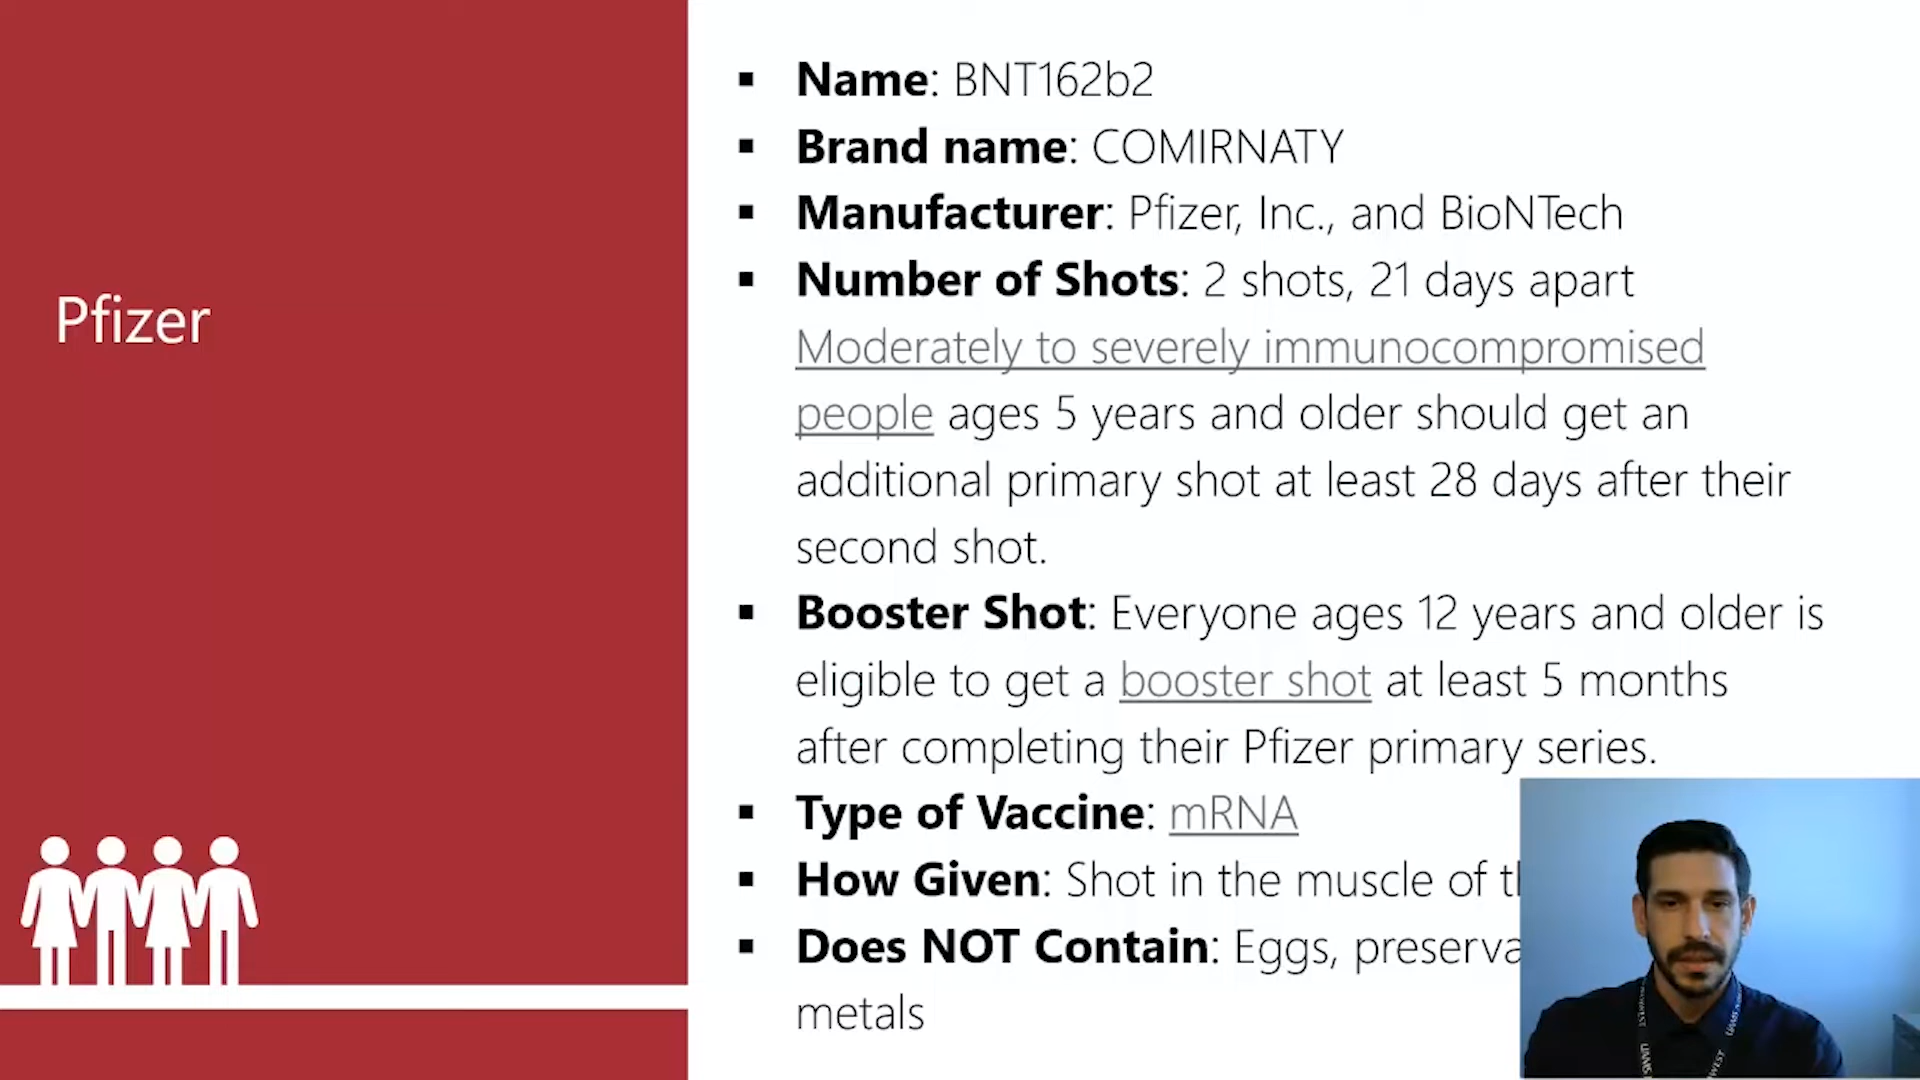 Pfizer
▪ Name: BNT162b2
▪ Brand name: COMIRNATY
▪ Manufacturer: Pfizer, Inc., and BioNTech
▪ Number of Shots: 2 shots, 21 days apart
Moderately to severely immunocompromised
people ages 5 years and older should get an
additional primary shot at least 28 days after their
second shot.
▪ Booster Shot: Everyone ages 12 years and older is
eligible to get a booster shot at least 5 months
after completing their Pfizer primary series.
▪ Type of Vaccine: mRNA
▪ How Given: Shot in the muscle of
▪ Does NOT Contain: Eggs,
metals